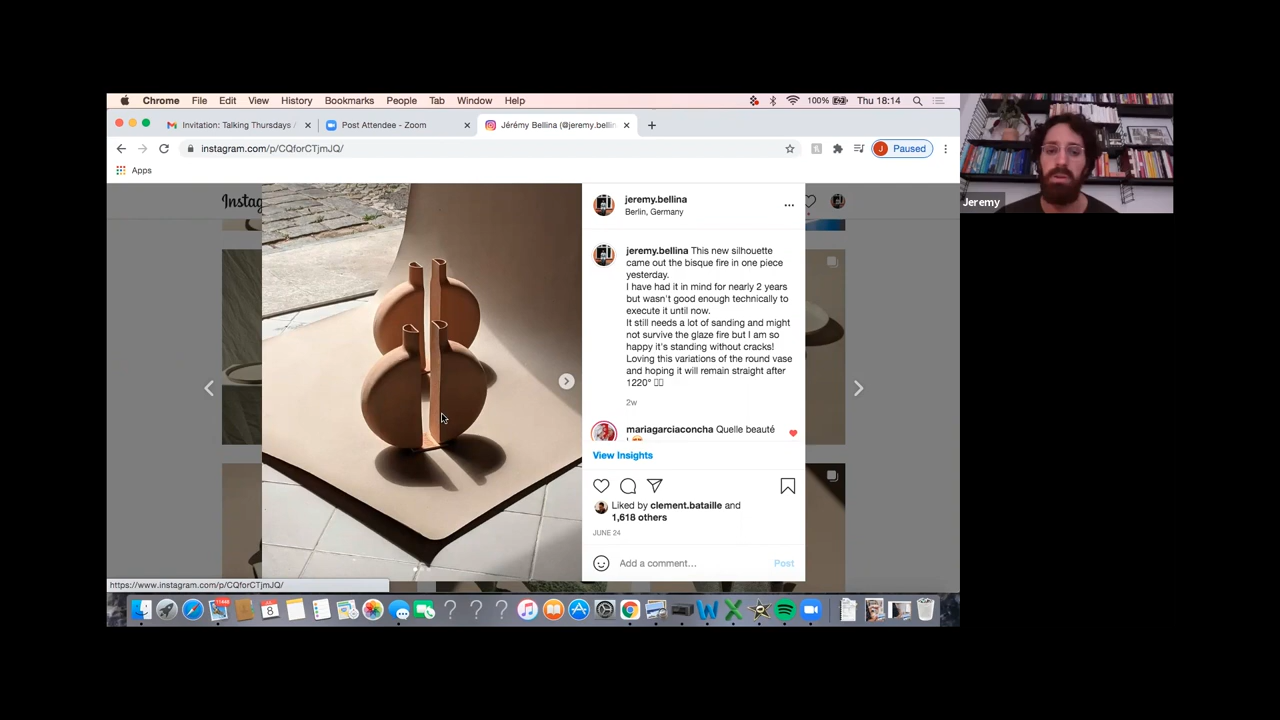 Chrome File Edit View History Bookmarks People Tab Window Help 100% Thu 18:14
Invitation: Talking Thursdays / Post Attendee - Zoom Jérémy Bellina (@jeremy.bellin
instagram.com/p/CQforCTjmJQ/ J Paused
Apps
Instag
jeremy.bellina
Berlin, Germany
jeremy.bellina This new silhouette
came out the bisque fire in one piece
yesterday.
I have had it in mind for nearly 2 years
but wasn't good enough technically to
execute it until now.
It still needs a lot of sanding and might
not survive the glaze fire but I am so
happy it's standing without cracks!
Loving this variations of the round vase
and hoping it will remain straight after
1220°
2w
mariagarciaconcha Quelle beauté
!
View Insights
Liked by clement.bataille and
1,618 others
JUNE 24
Add a comment... Post
https://www.instagram.com/p/CQforCTjmJQ/
8
Jeremy